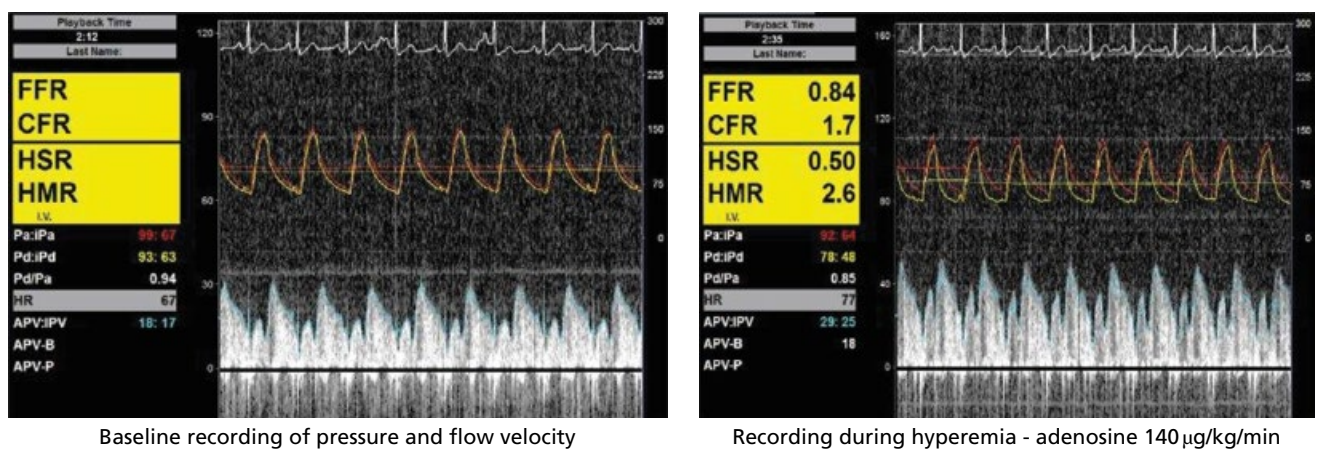 Playback Time
2:12
Last Name:
FFR
CFR
HSR
HMR
I.V.
Pa:iPa 99: 67
Pd:iPd 93: 63
Pd/Pa 0.94
HR 67
APV:IPV 18: 17
APV-B
APV-P
120
90
60
30
0
300
225
150
75
0
Baseline recording of pressure and flow velocity
Playback Time
2:35
Last Name:
FFR 0.84
CFR 1.7
HSR 0.50
HMR 2.6
I.V.
Pa:iPa 92: 64
Pd:iPd 78: 48
Pd/Pa 0.85
HR 77
APV:IPV 29: 25
APV-B 18
APV-P
160
120
80
40
0
300
225
150
75
0
Recording during hyperemia - adenosine 140 μg/kg/min